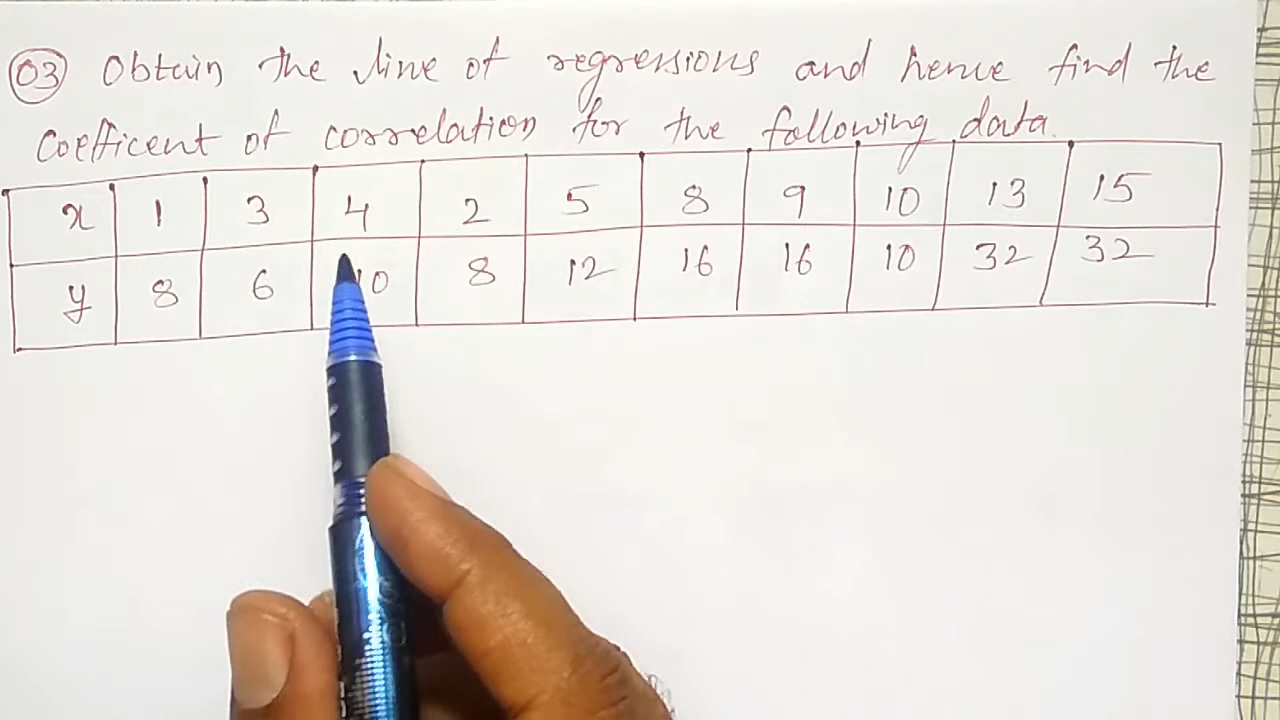 03 Obtain the line of regressions and hence find the
Coefficent of correlation for the following data.
x 1 3 4 2 5 8 9 10 13 15
y 8 6 10 8 12 16 16 10 32 32